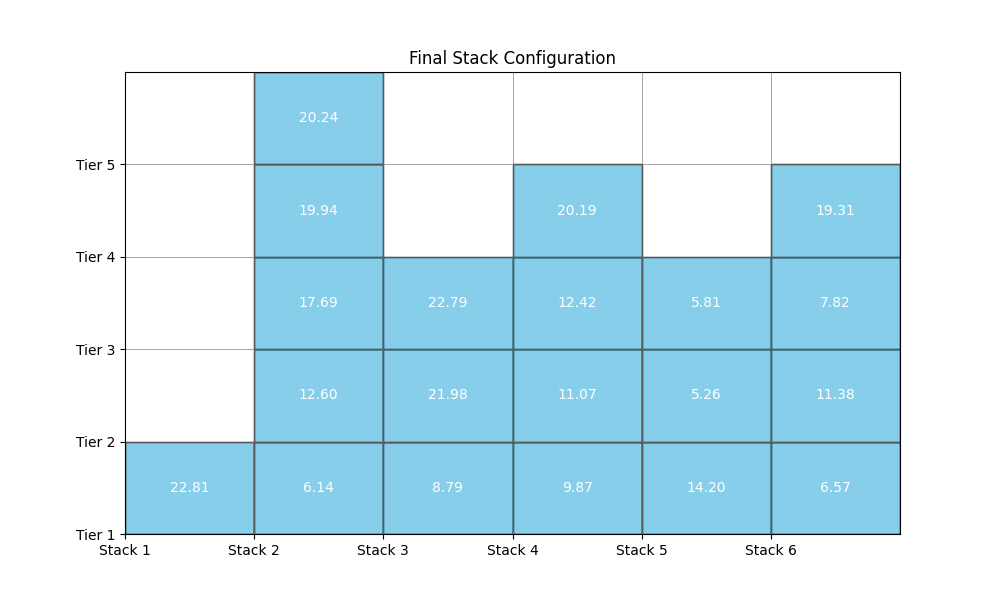 Final Stack Configuration
20.24
Tier 5
19.94 20.19 19.31
Tier 4
17.69 22.79 12.42 5.81 7.82
Tier 3
12.60 21.98 11.07 5.26 11.38
Tier 2
22.81 6.14 8.79 9.87 14.20 6.57
Tier 1
Stack 1 Stack 2 Stack 3 Stack 4 Stack 5 Stack 6